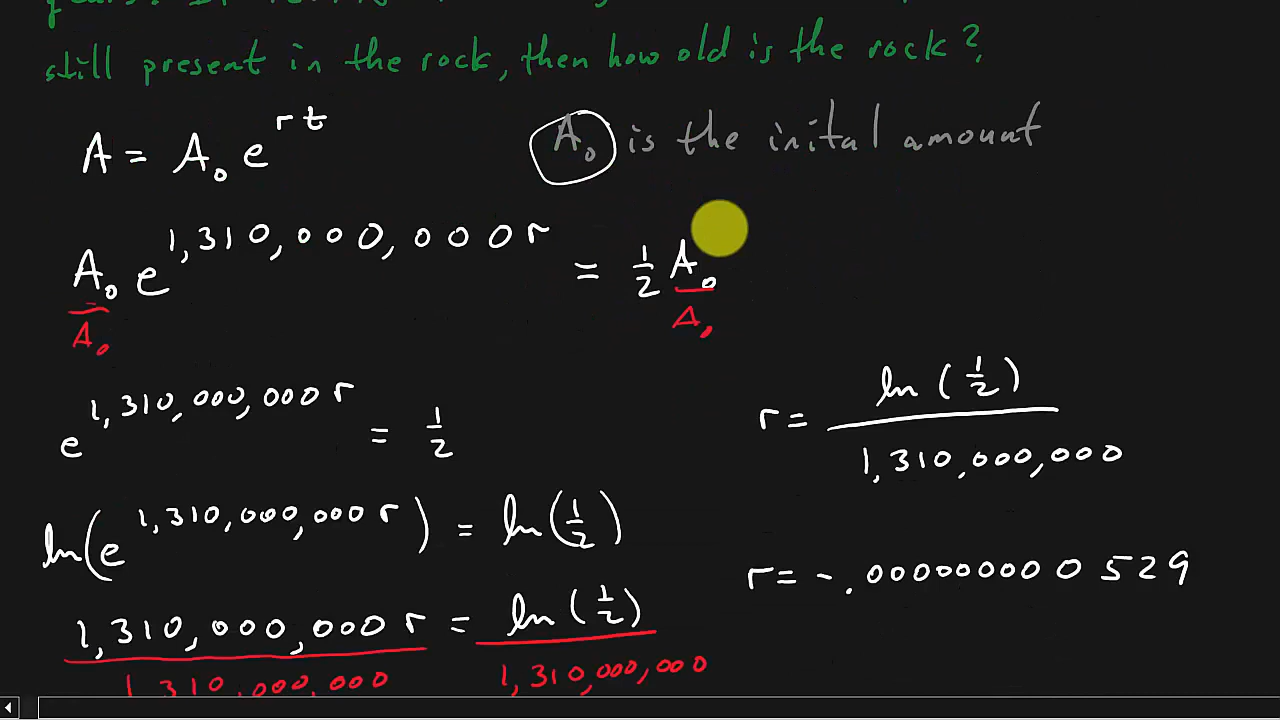 still present in the rock, then how old is the rock?
A = A₀ e^{rt}
A₀ is the inital amount
A₀ e^{1,310,000,000 r} = ½ A₀
A₀ A₀
e^{1,310,000,000 r} = ½
r = ln(½) / 1,310,000,000
ln(e^{1,310,000,000 r}) = ln(½)
r = -.000000000529
1,310,000,000 r = ln(½)
1,310,000,000 1,310,000,000